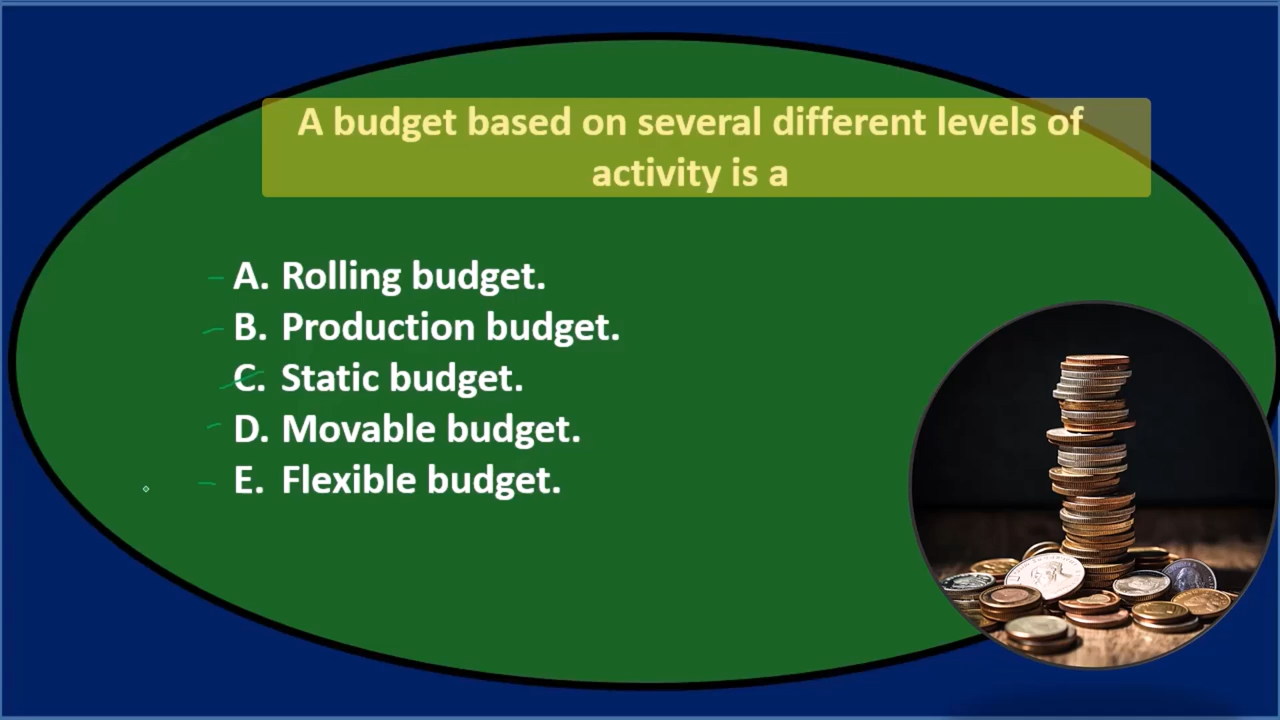 A budget based on several different levels of
activity is a
A. Rolling budget.
B. Production budget.
C. Static budget.
D. Movable budget.
E. Flexible budget.